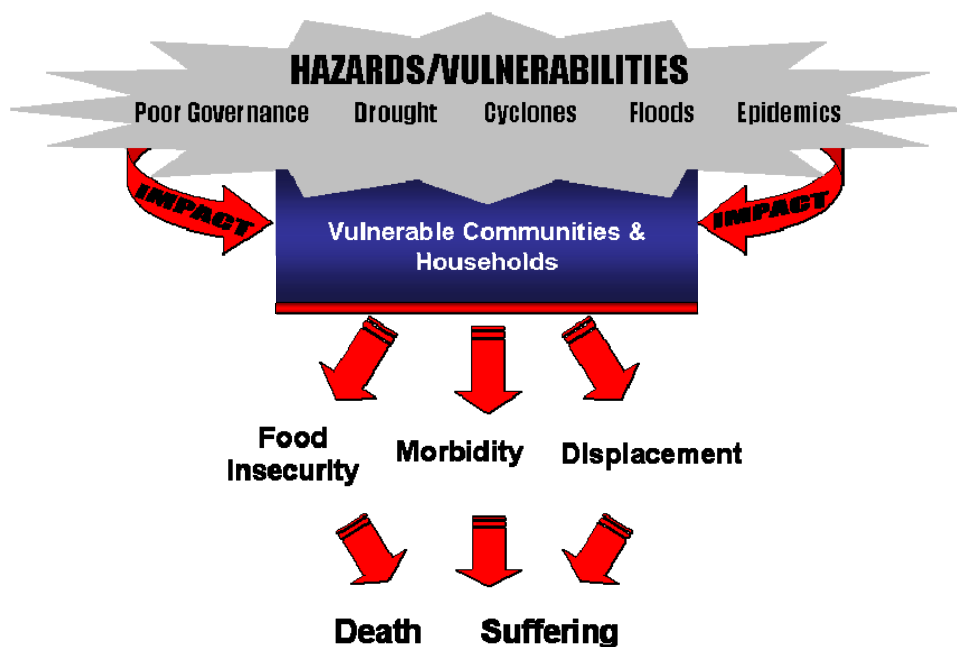 HAZARDS/VULNERABILITIES
Poor Governance Drought Cyclones Floods Epidemics
IMPACT IMPACT
Vulnerable Communities &
Households
Food
Insecurity
Morbidity
Displacement
Death Suffering